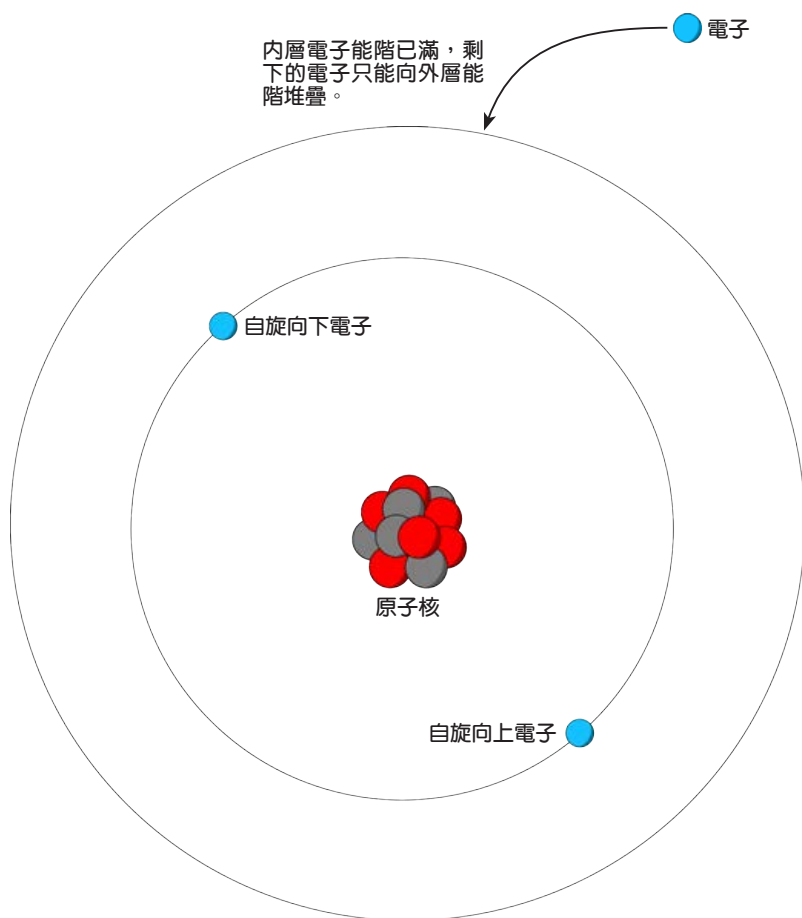 電子
內層電子能階已滿，剩
下的電子只能向外層能
階堆疊。
自旋向下電子
原子核
自旋向上電子